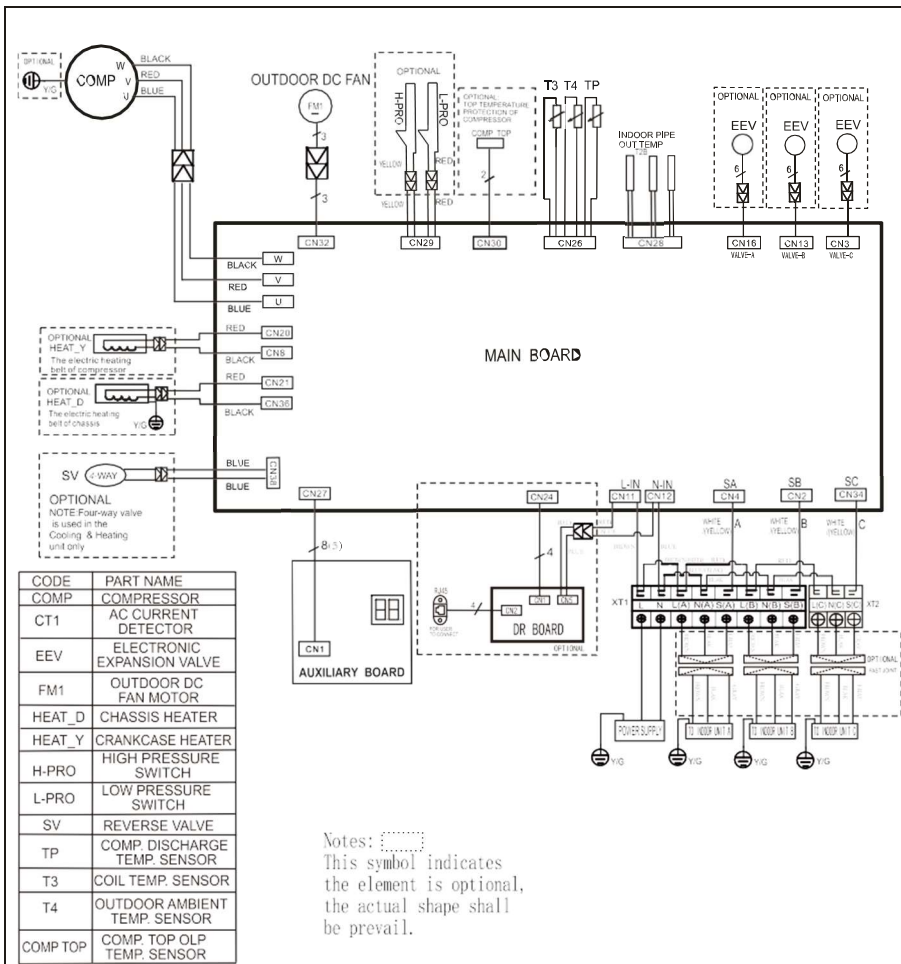 OPTIONAL
Y/G
COMP
W
V
U
BLACK
RED
BLUE
OUTDOOR DC FAN
FM1
3
3
OPTIONAL
H-PRO
L-PRO
YELLOW
RED
YELLOW
RED
OPTIONAL
TOP TEMPERATURE
PROTECTION OF
COMPRESSOR
COMP TOP
2
T3 T4 TP
INDOOR PIPE
OUT TEMP
T2B
OPTIONAL
EEV
6
OPTIONAL
EEV
6
OPTIONAL
EEV
6
CN32
CN29
CN30
CN26
CN28
CN16
VALVE-A
CN13
VALVE-B
CN3
VALVE-C
BLACK
W
RED
V
BLUE
U
OPTIONAL
HEAT_Y
The electric heating
belt of compressor
RED
CN20
BLACK
CN8
OPTIONAL
HEAT_D
The electric heating
belt of chassis
Y/G
RED
CN21
BLACK
CN36
MAIN BOARD
SV
4-WAY
OPTIONAL
NOTE:Four-way valve
is used in the
Cooling & Heating
unit only
BLUE
BLUE
CN38
CN27
CN24
L-IN
CN11
N-IN
CN12
SA
CN4
SB
CN2
SC
CN34
WHITE
(YELLOW)
A
WHITE
(YELLOW)
B
WHITE
(YELLOW)
C
8(3)
CN1
AUXILIARY BOARD
4
RJ45
FOR USER
TO CONNECT
4
CN2
CN1
CN5
DR BOARD
OPTIONAL
XT1
L N L(A) N(A) S(A) L(B) N(B) S(B)
L(C) N(C) S(C)
XT2
OPTIONAL
FAST JOINT
POWER SUPPLY
TO INDOOR UNIT A
TO INDOOR UNIT B
TO INDOOR UNIT C
Y/G
Y/G
Y/G
Y/G
CODE PART NAME
COMP COMPRESSOR
CT1 AC CURRENT
DETECTOR
EEV ELECTRONIC
EXPANSION VALVE
FM1 OUTDOOR DC
FAN MOTOR
HEAT_D CHASSIS HEATER
HEAT_Y CRANKCASE HEATER
H-PRO HIGH PRESSURE
SWITCH
L-PRO LOW PRESSURE
SWITCH
SV REVERSE VALVE
TP COMP. DISCHARGE
TEMP. SENSOR
T3 COIL TEMP. SENSOR
T4 OUTDOOR AMBIENT
TEMP. SENSOR
COMP TOP COMP. TOP OLP
TEMP. SENSOR
Notes:
This symbol indicates
the element is optional,
the actual shape shall
be prevail.